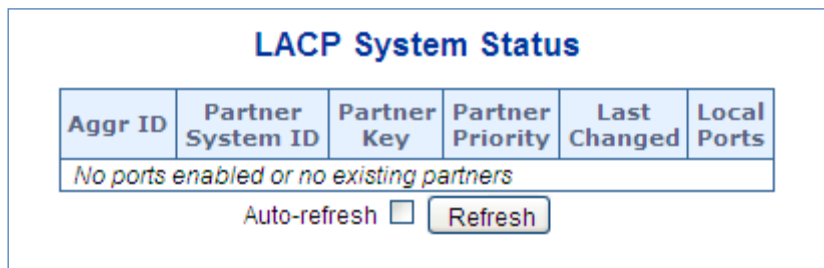 LACP System Status
Aggr ID Partner System ID Partner Key Partner Priority Last Changed Local Ports
No ports enabled or no existing partners
Auto-refresh Refresh